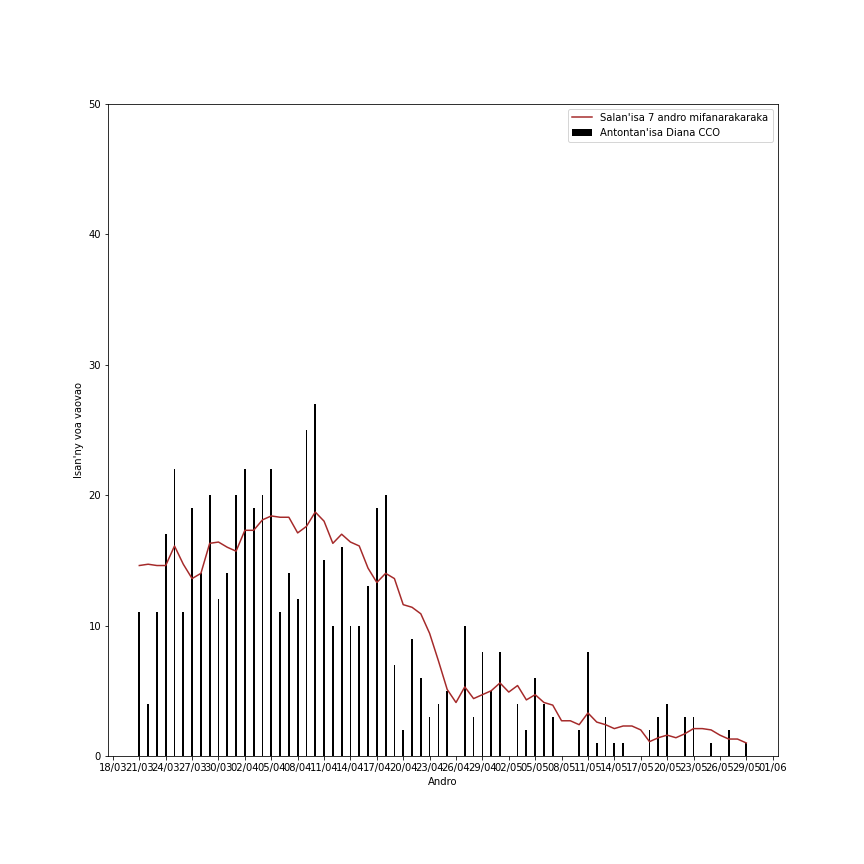 Salan'isa 7 andro mifanarakaraka
Antontan'isa Diana CCO
50
40
30
20
10
0
Isan'ny voa vaovao
18/03 21/03 24/03 27/03 30/03 02/04 05/04 08/04 11/04 14/04 17/04 20/04 23/04 26/04 29/04 02/05 05/05 08/05 11/05 14/05 17/05 20/05 23/05 26/05 29/05 01/06
Andro